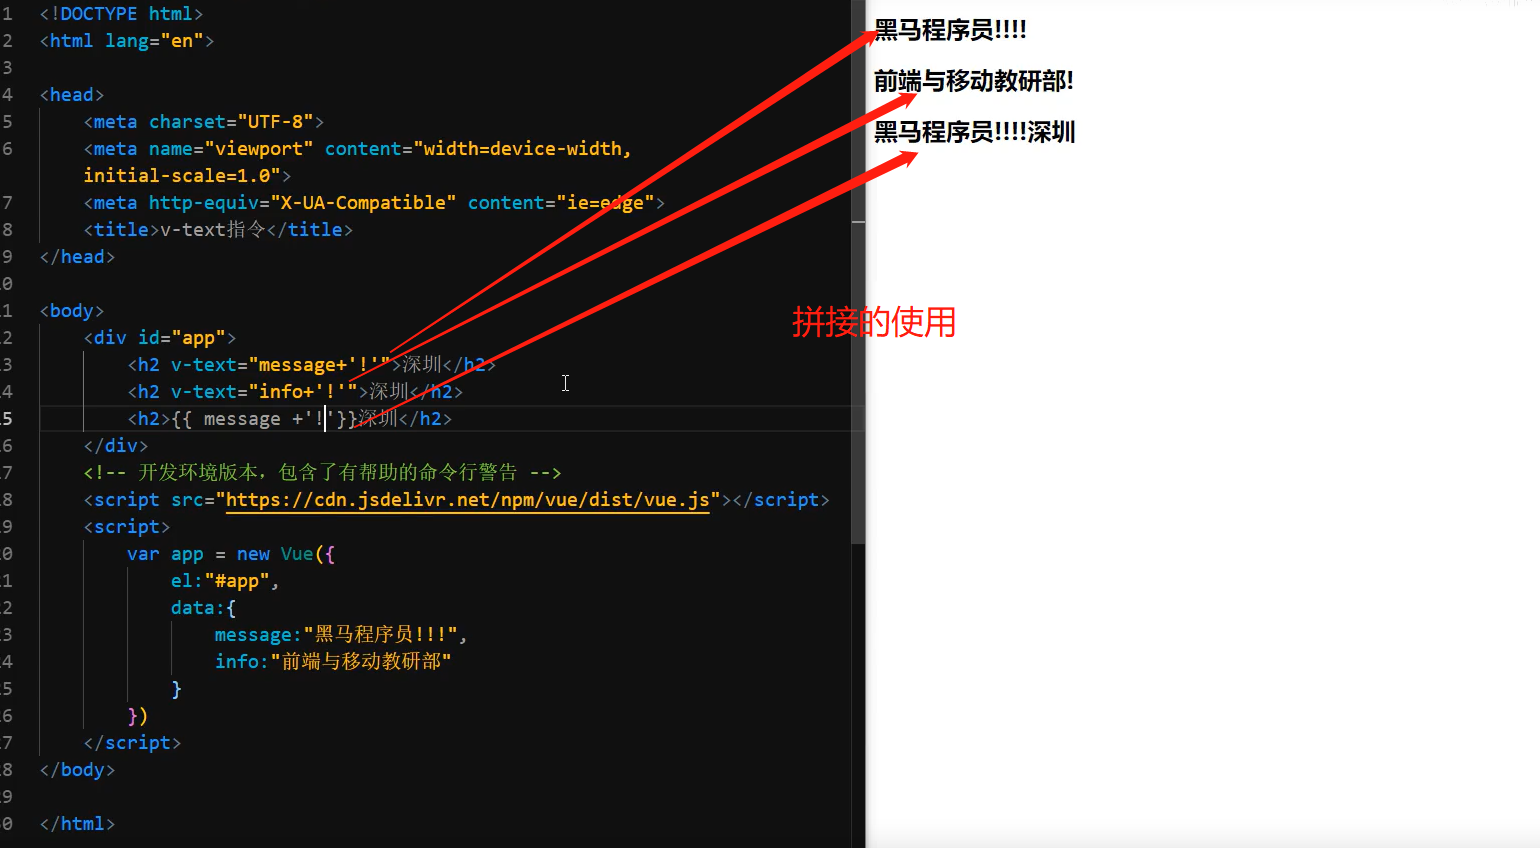 1 <!DOCTYPE html>
2 <html lang="en">
3
4 <head>
5 <meta charset="UTF-8">
6 <meta name="viewport" content="width=device-width,
initial-scale=1.0">
7 <meta http-equiv="X-UA-Compatible" content="ie=edge">
8 <title>v-text指令</title>
9 </head>
0
1 <body>
2 <div id="app">
3 <h2 v-text="message+'!'">深圳</h2>
4 <h2 v-text="info+'!'">深圳</h2>
5 <h2>{{ message +'!'}}深圳</h2>
6 </div>
7 <!-- 开发环境版本，包含了有帮助的命令行警告 -->
8 <script src="https://cdn.jsdelivr.net/npm/vue/dist/vue.js"></script>
9 <script>
0 var app = new Vue({
1 el:"#app",
2 data:{
3 message:"黑马程序员!!!",
4 info:"前端与移动教研部"
5 }
6 })
7 </script>
8 </body>
9
0 </html>
黑马程序员!!!!
前端与移动教研部!
黑马程序员!!!!深圳
拼接的使用